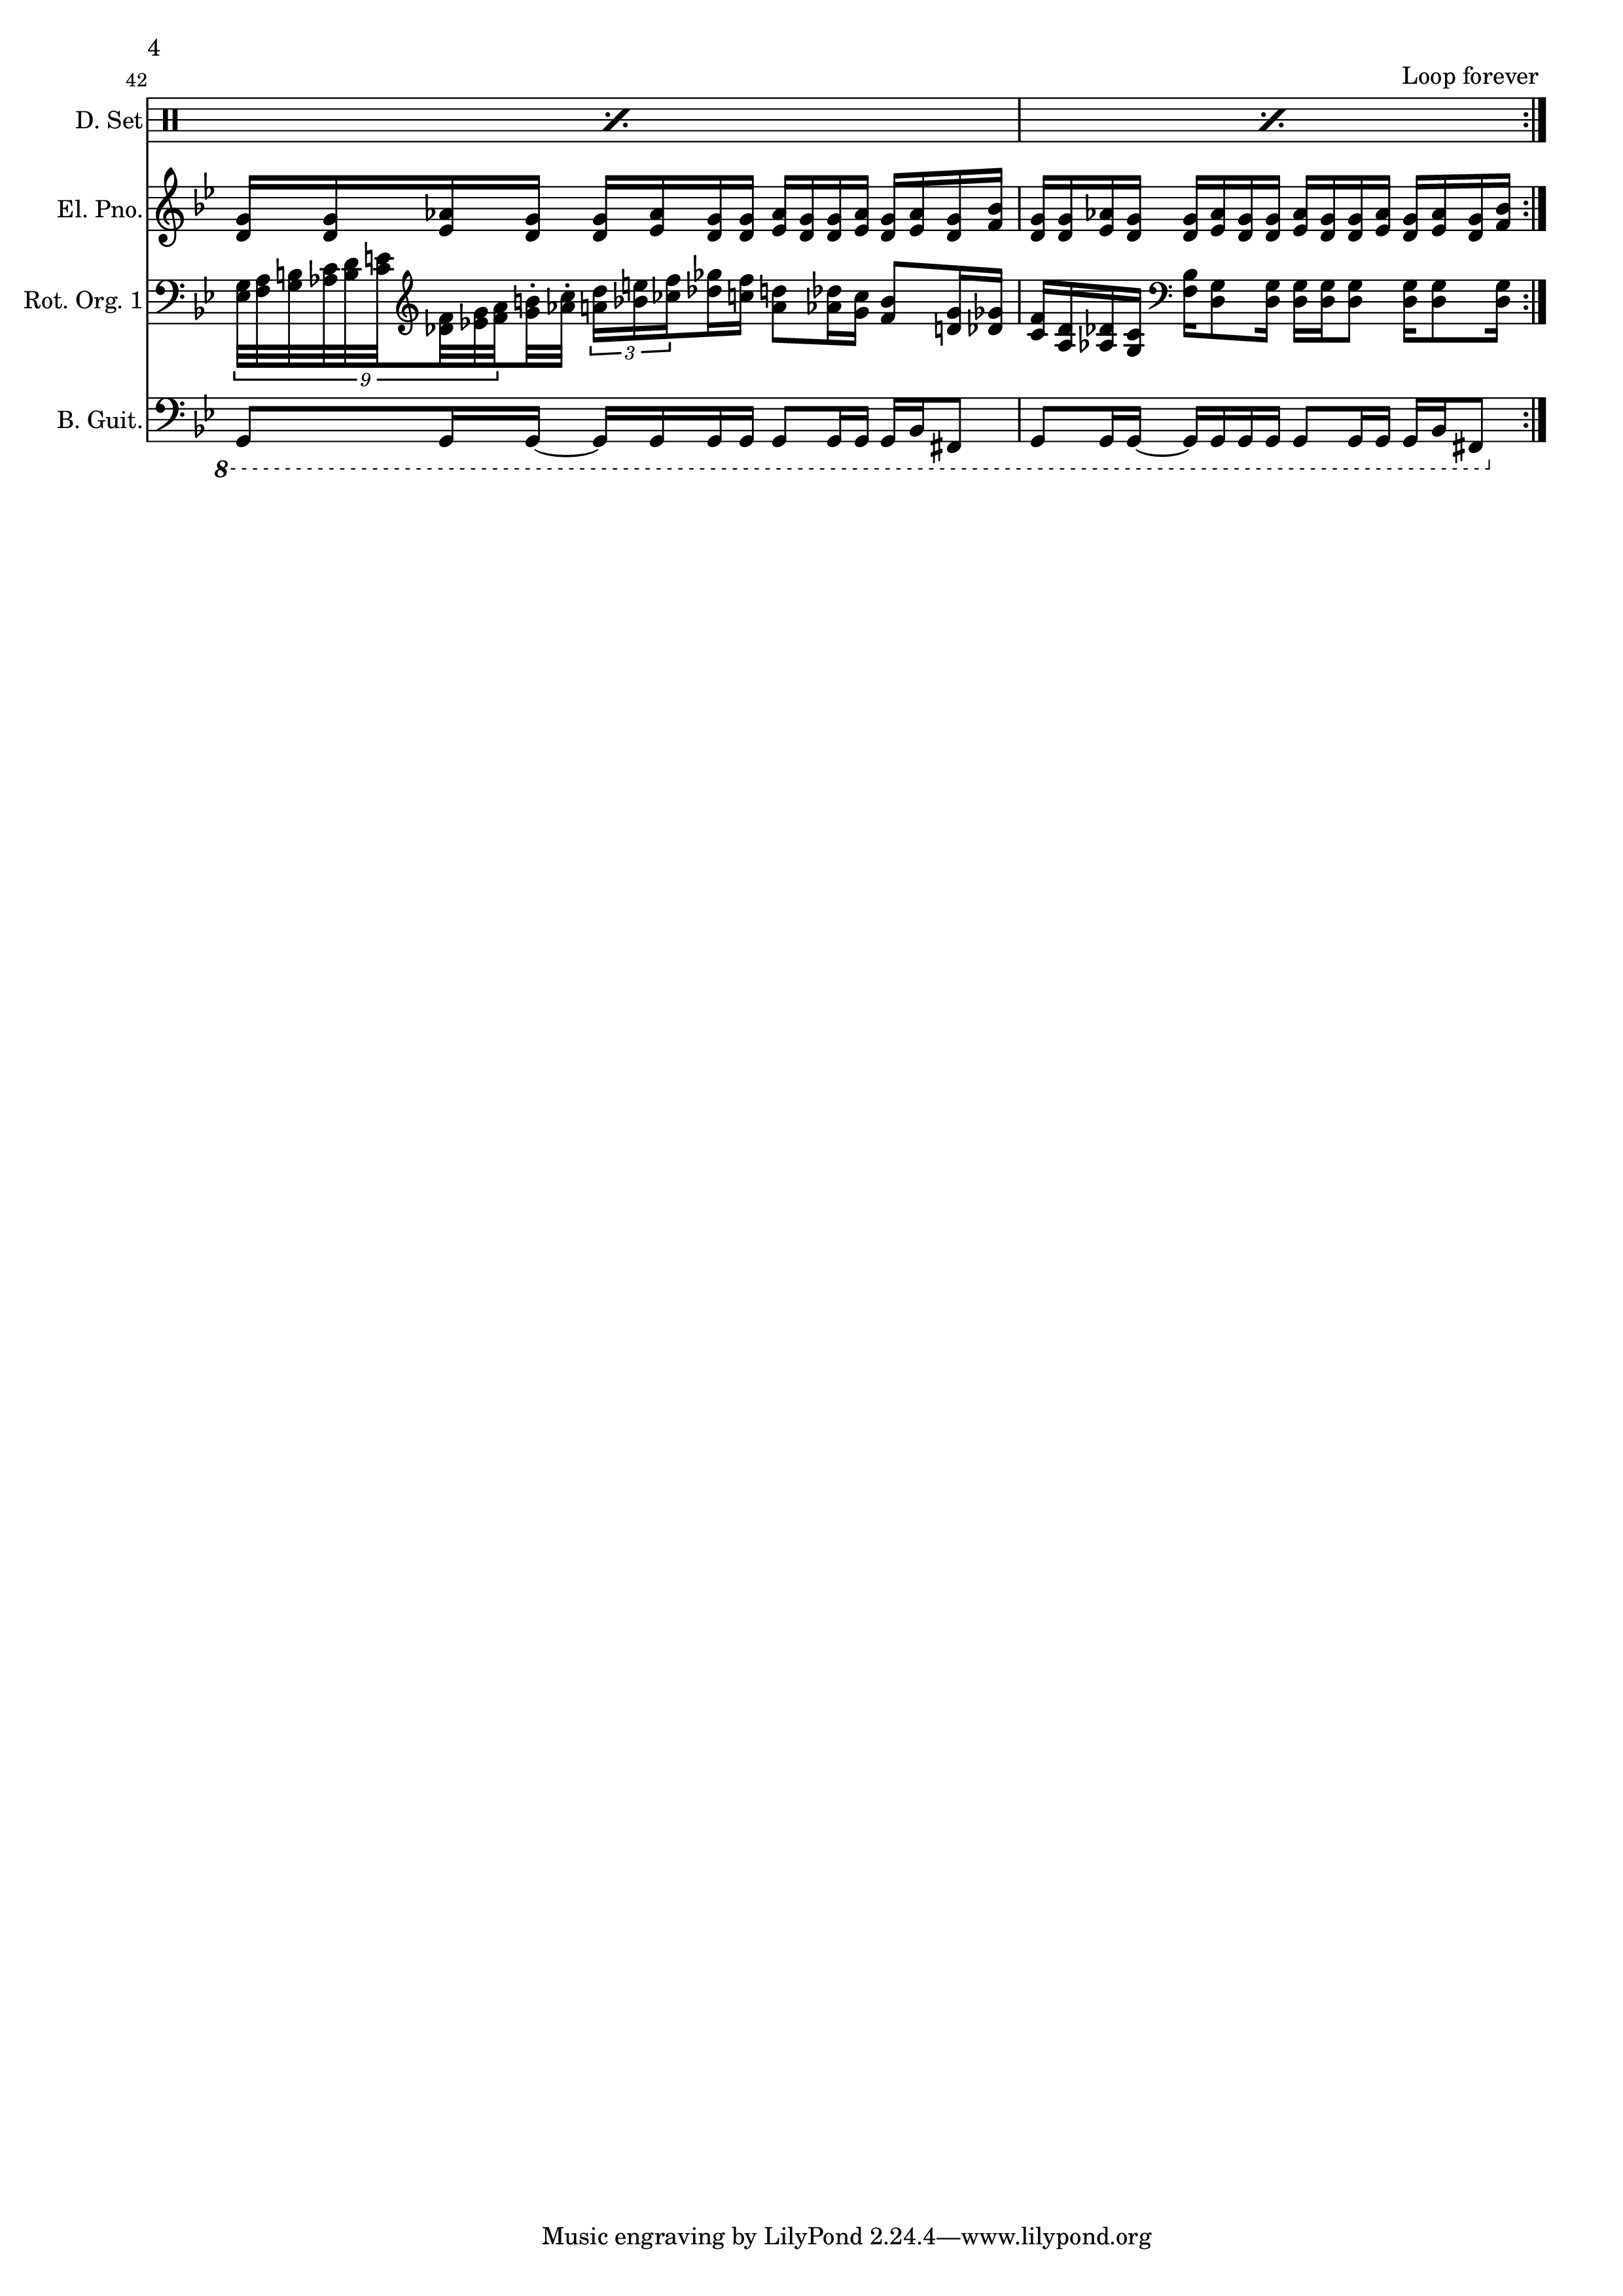 4
42
Loop forever
D. Set
El. Pno.
Rot. Org. 1
9
3
B. Guit.
8
Music engraving by LilyPond 2.24.4—www.lilypond.org